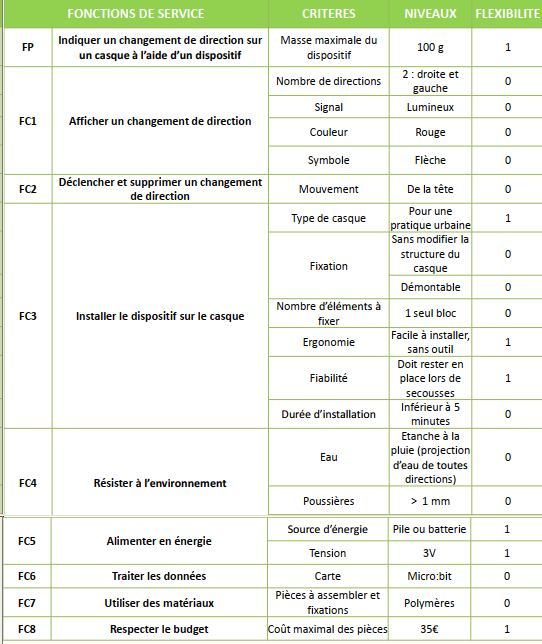 FONCTIONS DE SERVICE CRITERES NIVEAUX FLEXIBILITE
FP Indiquer un changement de direction sur un casque à l'aide d'un dispositif Masse maximale du dispositif 100 g 1
FC1 Afficher un changement de direction Nombre de directions 2 : droite et gauche 0
Signal Lumineux 0
Couleur Rouge 0
Symbole Flèche 0
FC2 Déclencher et supprimer un changement de direction Mouvement De la tête 0
FC3 Installer le dispositif sur le casque Type de casque Pour une pratique urbaine 1
Fixation Sans modifier la structure du casque 0
Démontable 0
Nombre d'éléments à fixer 1 seul bloc 0
Ergonomie Facile à installer, sans outil 1
Fiabilité Doit rester en place lors de secousses 1
Durée d'installation Inférieur à 5 minutes 0
FC4 Résister à l'environnement Eau Etanche à la pluie (projection d'eau de toutes directions) 0
Poussières > 1 mm 0
FC5 Alimenter en énergie Source d'énergie Pile ou batterie 1
Tension 3V 1
FC6 Traiter les données Carte Micro:bit 0
FC7 Utiliser des matériaux Pièces à assembler et fixations Polymères 0
FC8 Respecter le budget Coût maximal des pièces 35€ 1